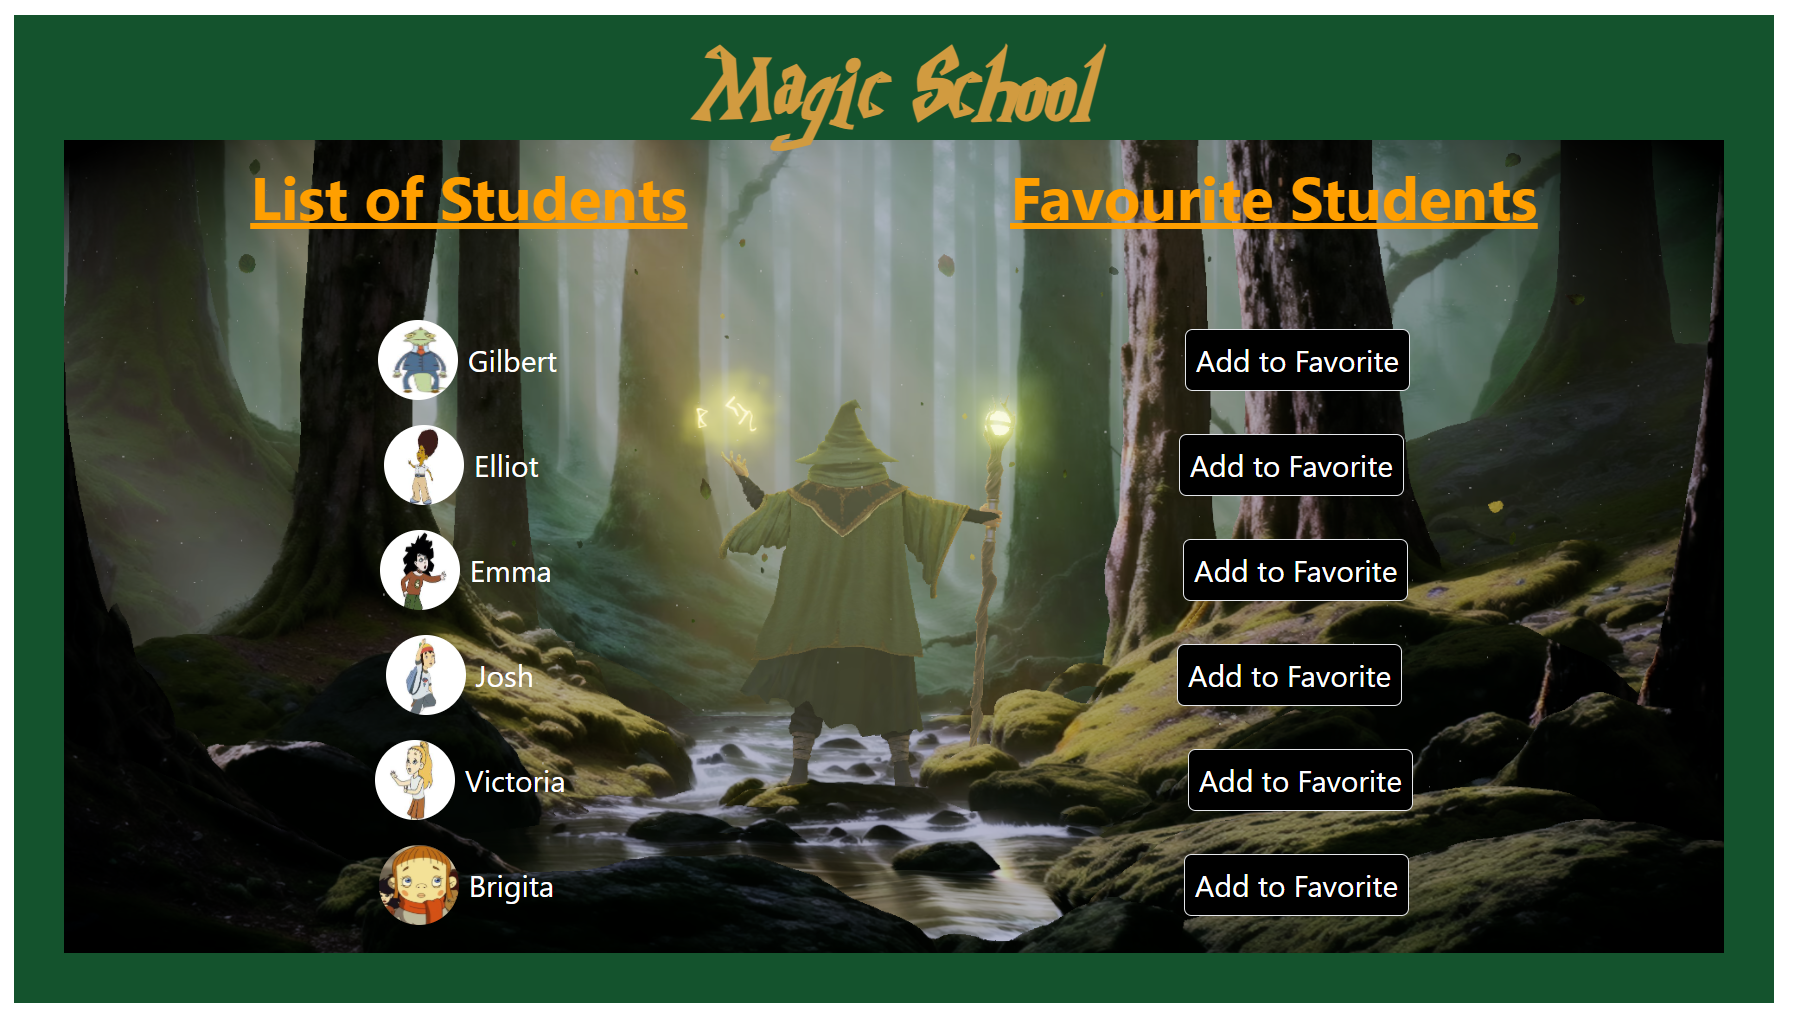 Magic School
List of Students
Favourite Students
Gilbert
Add to Favorite
Elliot
Add to Favorite
Emma
Add to Favorite
Josh
Add to Favorite
Victoria
Add to Favorite
Brigita
Add to Favorite